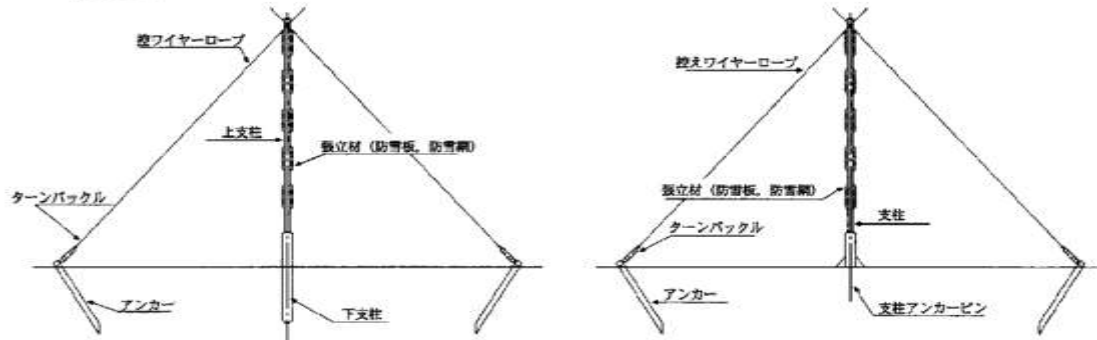 控ワイヤーロープ
上支柱
張立材（防雪板，防雪網）
ターンバックル
アンカー
下支柱
控えワイヤーロープ
張立材（防雪板，防雪網）
支柱
ターンバックル
アンカー
支柱アンカーピン